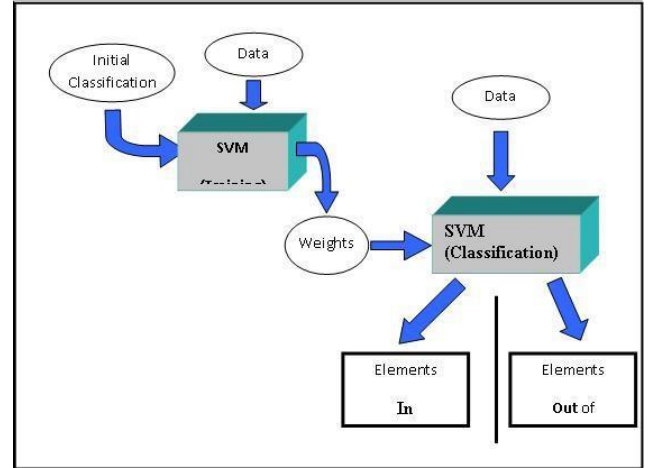 Initial
Classification
Data
Data
SVM
Weights
SVM
(Classification)
Elements
In
Elements
Out of